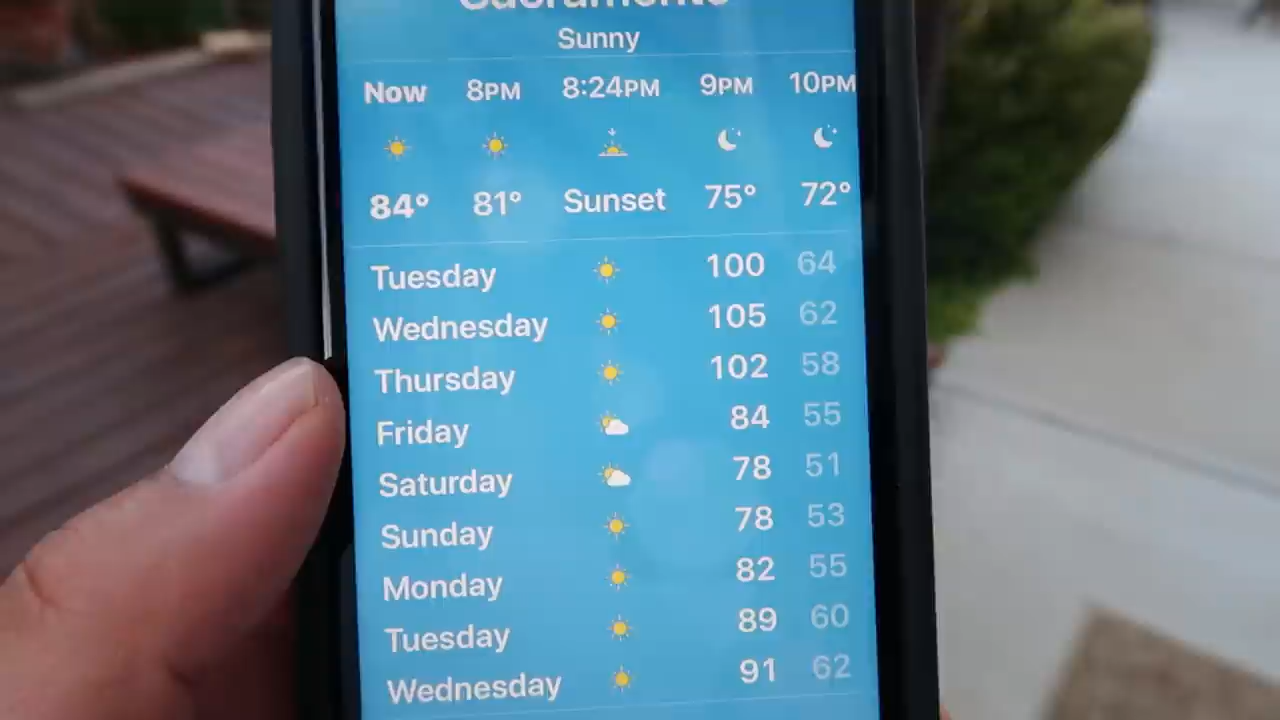 Sacramento
Sunny
Now 8PM 8:24PM 9PM 10PM
84° 81° Sunset 75° 72°
Tuesday 100 64
Wednesday 105 62
Thursday 102 58
Friday 84 55
Saturday 78 51
Sunday 78 53
Monday 82 55
Tuesday 89 60
Wednesday 91 62